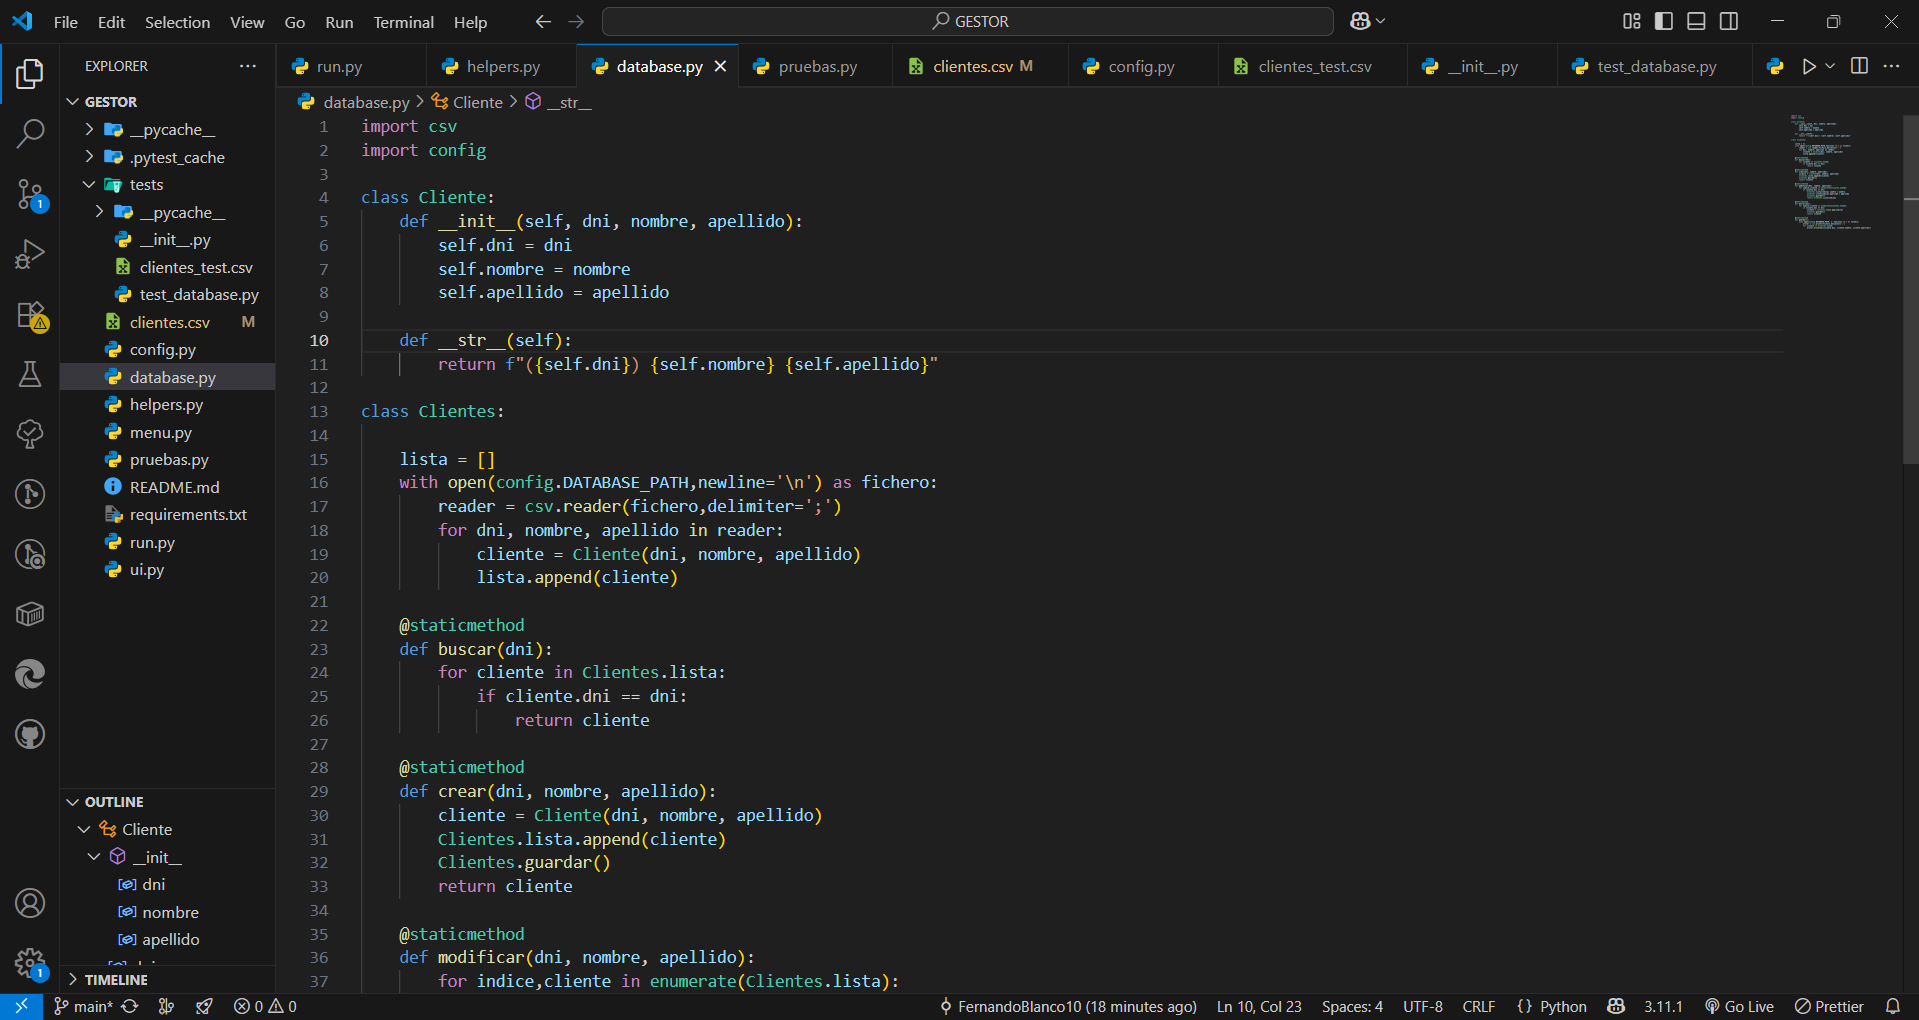 File Edit Selection View Go Run Terminal Help
GESTOR
EXPLORER
run.py
helpers.py
database.py
pruebas.py
clientes.csv M
config.py
clientes_test.csv
__init__.py
test_database.py
GESTOR
__pycache__
.pytest_cache
tests
__pycache__
__init__.py
clientes_test.csv
test_database.py
clientes.csv M
config.py
database.py
helpers.py
menu.py
pruebas.py
README.md
requirements.txt
run.py
ui.py
OUTLINE
Cliente
__init__
dni
nombre
apellido
TIMELINE
database.py > Cliente > __str__
1 import csv
2 import config
3
4 class Cliente:
5 def __init__(self, dni, nombre, apellido):
6 self.dni = dni
7 self.nombre = nombre
8 self.apellido = apellido
9
10 def __str__(self):
11 return f"({self.dni}) {self.nombre} {self.apellido}"
12
13 class Clientes:
14
15 lista = []
16 with open(config.DATABASE_PATH,newline='\n') as fichero:
17 reader = csv.reader(fichero,delimiter=';')
18 for dni, nombre, apellido in reader:
19 cliente = Cliente(dni, nombre, apellido)
20 lista.append(cliente)
21
22 @staticmethod
23 def buscar(dni):
24 for cliente in Clientes.lista:
25 if cliente.dni == dni:
26 return cliente
27
28 @staticmethod
29 def crear(dni, nombre, apellido):
30 cliente = Cliente(dni, nombre, apellido)
31 Clientes.lista.append(cliente)
32 Clientes.guardar()
33 return cliente
34
35 @staticmethod
36 def modificar(dni, nombre, apellido):
37 for indice,cliente in enumerate(Clientes.lista):
1
1
main* 0 0 FernandoBlanco10 (18 minutes ago) Ln 10, Col 23 Spaces: 4 UTF-8 CRLF {} Python 3.11.1 Go Live Prettier